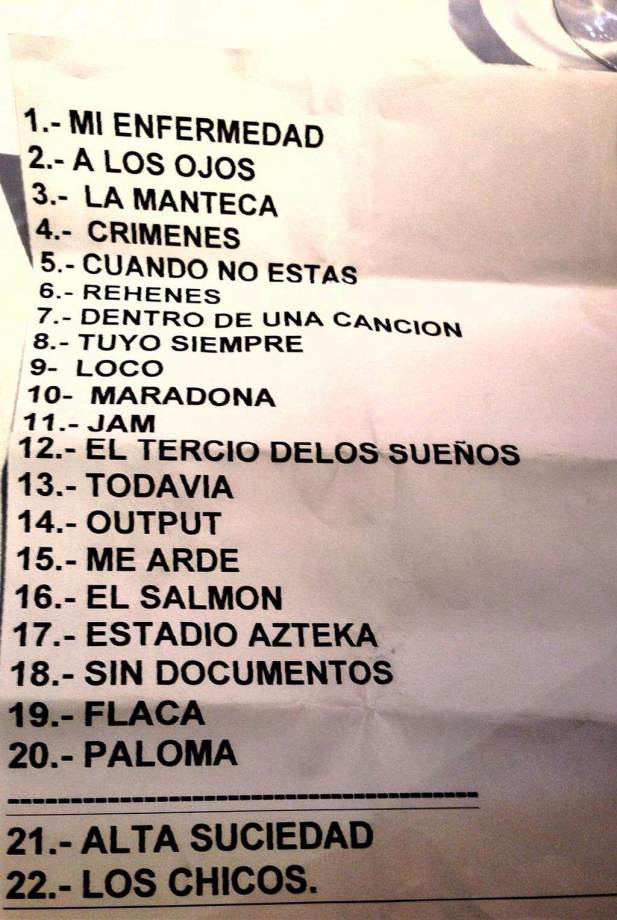 1.- MI ENFERMEDAD
2.- A LOS OJOS
3.- LA MANTECA
4.- CRIMENES
5.- CUANDO NO ESTAS
6.- REHENES
7.- DENTRO DE UNA CANCION
8.- TUYO SIEMPRE
9- LOCO
10- MARADONA
11.- JAM
12.- EL TERCIO DELOS SUEÑOS
13.- TODAVIA
14.- OUTPUT
15.- ME ARDE
16.- EL SALMON
17.- ESTADIO AZTEKA
18.- SIN DOCUMENTOS
19.- FLACA
20.- PALOMA
----------------------------------------
21.- ALTA SUCIEDAD
22.- LOS CHICOS.